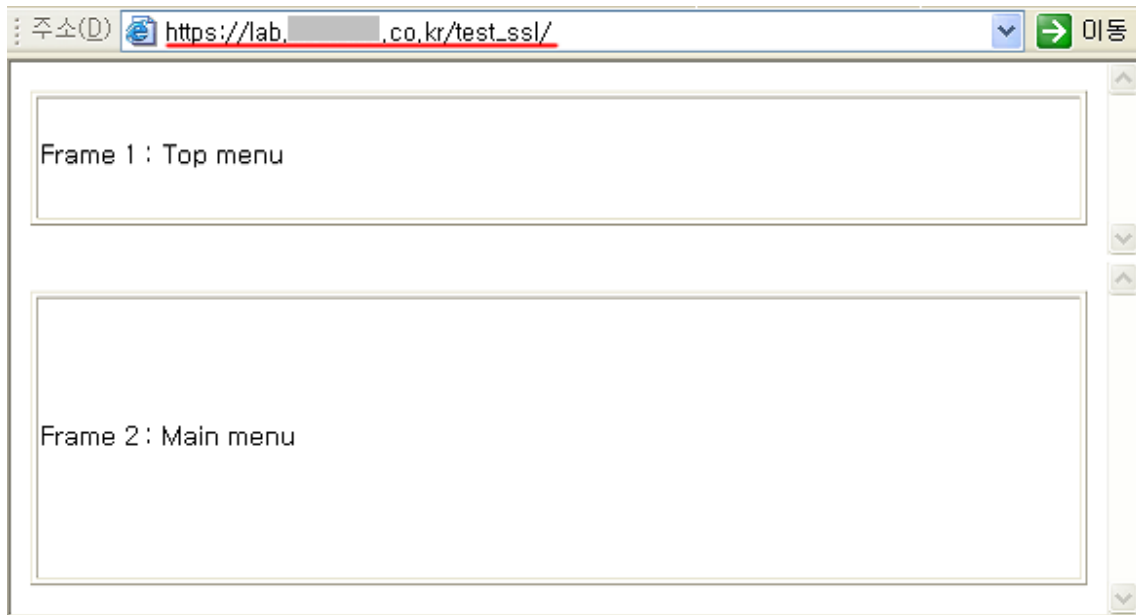 주소(D) https://lab. .co.kr/test_ssl/ 이동
Frame 1 : Top menu
Frame 2 : Main menu